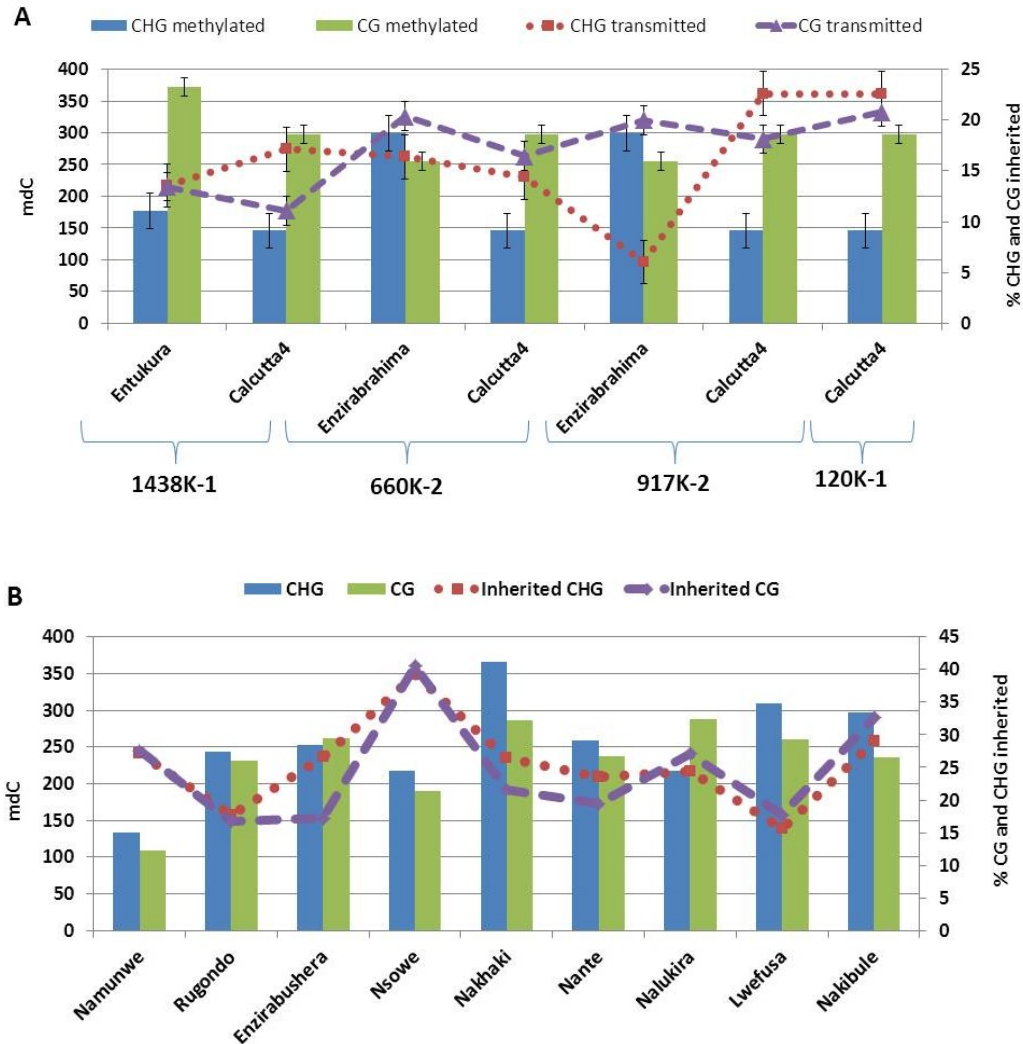 A
CHG methylated CG methylated CHG transmitted CG transmitted
400 25
350
300 20
250 15
200
150 10
100 5
50
0 0
mdC
% CHG and CG inherited
Entukura Calcutta4 Enzirabrahima Calcutta4 Enzirabrahima Calcutta4 Calcutta4
1438K-1 660K-2 917K-2 120K-1
B
CHG CG Inherited CHG Inherited CG
400 45
350 40
300 35
250 30
200 25
150 20
100 15
50 10
0 5
0
mdC
% CG and CHG inherited
Namunwe Rugondo Enzirabushera Nsowe Nakhaki Nante Nalukira Lwefusa Nakibule